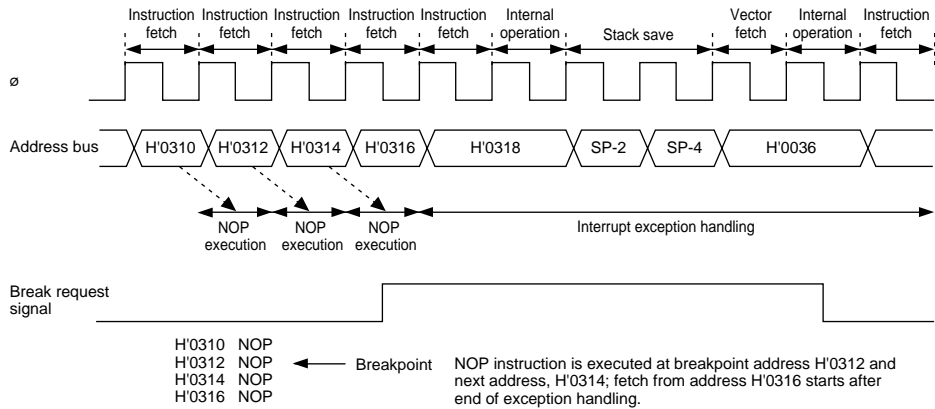 Instruction fetch
Instruction fetch
Instruction fetch
Instruction fetch
Instruction fetch
Internal operation
Stack save
Vector fetch
Internal operation
Instruction fetch
ø
Address bus
H'0310
H'0312
H'0314
H'0316
H'0318
SP-2
SP-4
H'0036
NOP execution
NOP execution
NOP execution
Interrupt exception handling
Break request
signal
H'0310 NOP
H'0312 NOP
H'0314 NOP
H'0316 NOP
Breakpoint
NOP instruction is executed at breakpoint address H'0312 and
next address, H'0314; fetch from address H'0316 starts after
end of exception handling.